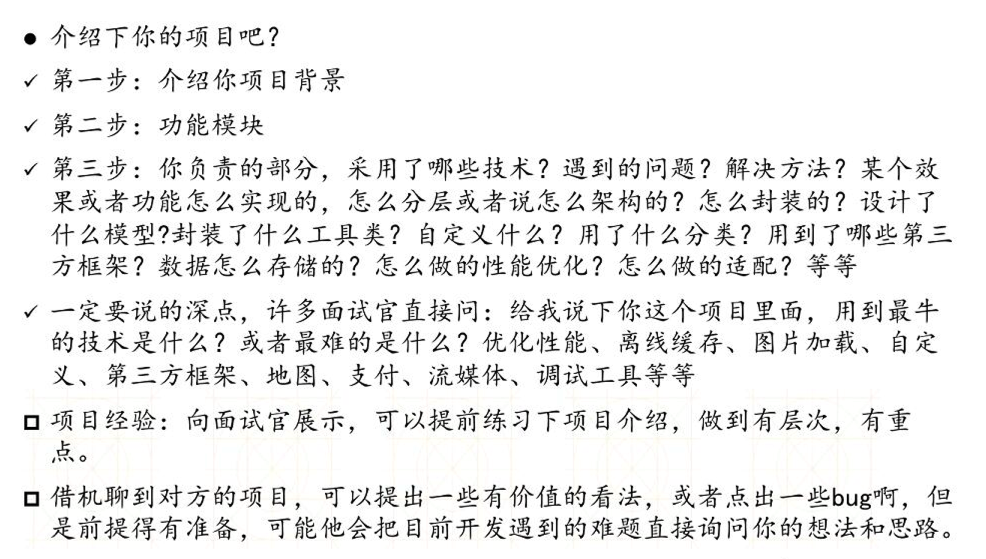 ● 介绍下你的项目吧？
✓ 第一步：介绍你项目背景
✓ 第二步：功能模块
✓ 第三步：你负责的部分，采用了哪些技术？遇到的问题？解决方法？某个效
果或者功能怎么实现的，怎么分层或者说怎么架构的？怎么封装的？设计了
什么模型?封装了什么工具类？自定义什么？用了什么分类？用到了哪些第三
方框架？数据怎么存储的？怎么做的性能优化？怎么做的适配？等等
✓ 一定要说的深点，许多面试官直接问：给我说下你这个项目里面，用到最牛
的技术是什么？或者最难的是什么？优化性能、离线缓存、图片加载、自定
义、第三方框架、地图、支付、流媒体、调试工具等等
❑ 项目经验：向面试官展示，可以提前练习下项目介绍，做到有层次，有重
点。
❑ 借机聊到对方的项目，可以提出一些有价值的看法，或者点出一些bug啊，但
是前提得有准备，可能他会把目前开发遇到的难题直接询问你的想法和思路。